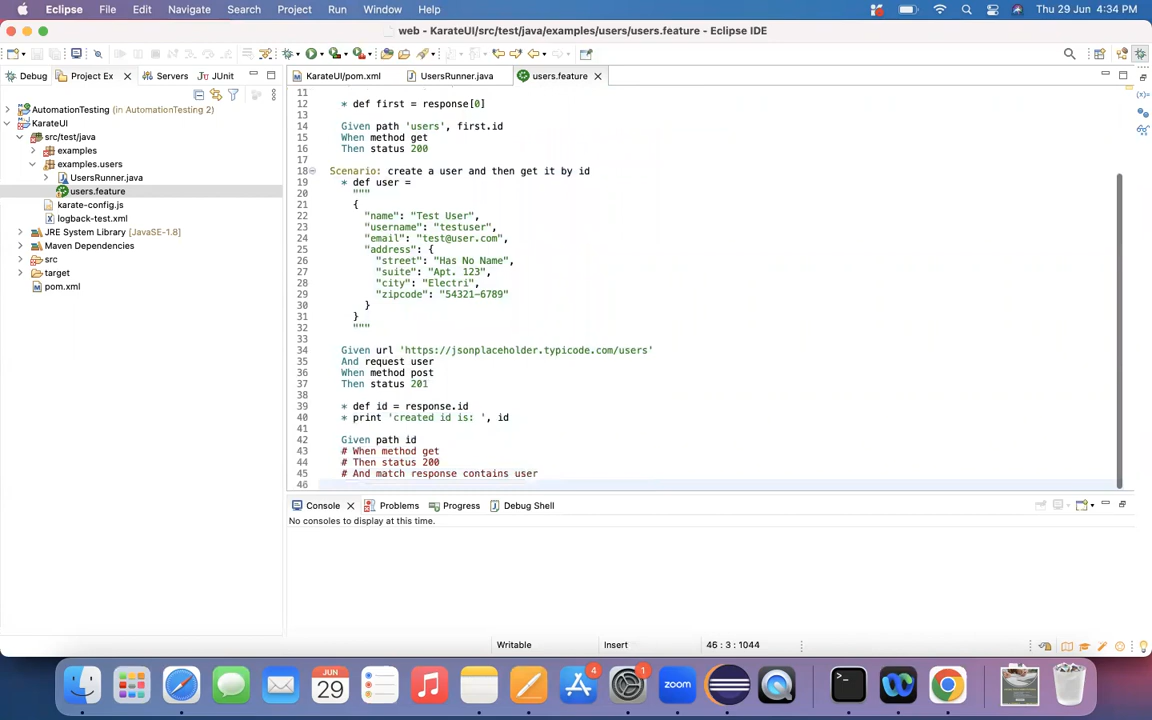 Eclipse File Edit Navigate Search Project Run Window Help Thu 29 Jun 4:34 PM
web - KarateUI/src/test/java/examples/users/users.feature - Eclipse IDE
Debug Project Ex Servers JUnit
KarateUI/pom.xml UsersRunner.java users.feature
AutomationTesting (in AutomationTesting 2)
KarateUI
src/test/java
examples
examples.users
UsersRunner.java
users.feature
karate-config.js
logback-test.xml
JRE System Library [JavaSE-1.8]
Maven Dependencies
src
target
pom.xml
11
12 * def first = response[0]
13
14 Given path 'users', first.id
15 When method get
16 Then status 200
17
18 Scenario: create a user and then get it by id
19 * def user =
20 """
21 {
22 "name": "Test User",
23 "username": "testuser",
24 "email": "test@user.com",
25 "address": {
26 "street": "Has No Name",
27 "suite": "Apt. 123",
28 "city": "Electri",
29 "zipcode": "54321-6789"
30 }
31 }
32 """
33
34 Given url 'https://jsonplaceholder.typicode.com/users'
35 And request user
36 When method post
37 Then status 201
38
39 * def id = response.id
40 * print 'created id is: ', id
41
42 Given path id
43 # When method get
44 # Then status 200
45 # And match response contains user
46
Console Problems Progress Debug Shell
No consoles to display at this time.
Writable Insert 46 : 3 : 1044
4
1
JUN
29
zoom
>_